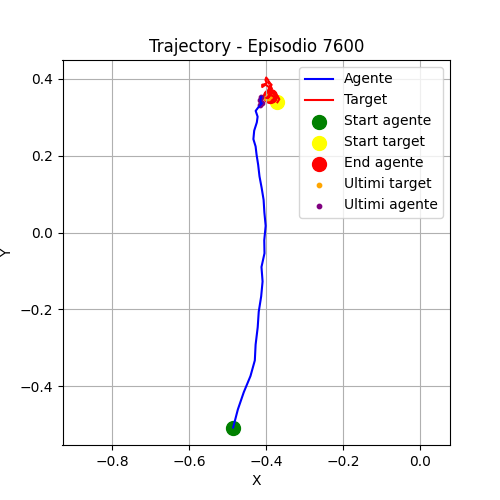 Trajectory - Episodio 7600
Agente
Target
Start agente
Start target
End agente
Ultimi target
Ultimi agente
0.4
0.2
0.0
−0.2
−0.4
Y
−0.8
−0.6
−0.4
−0.2
0.0
X